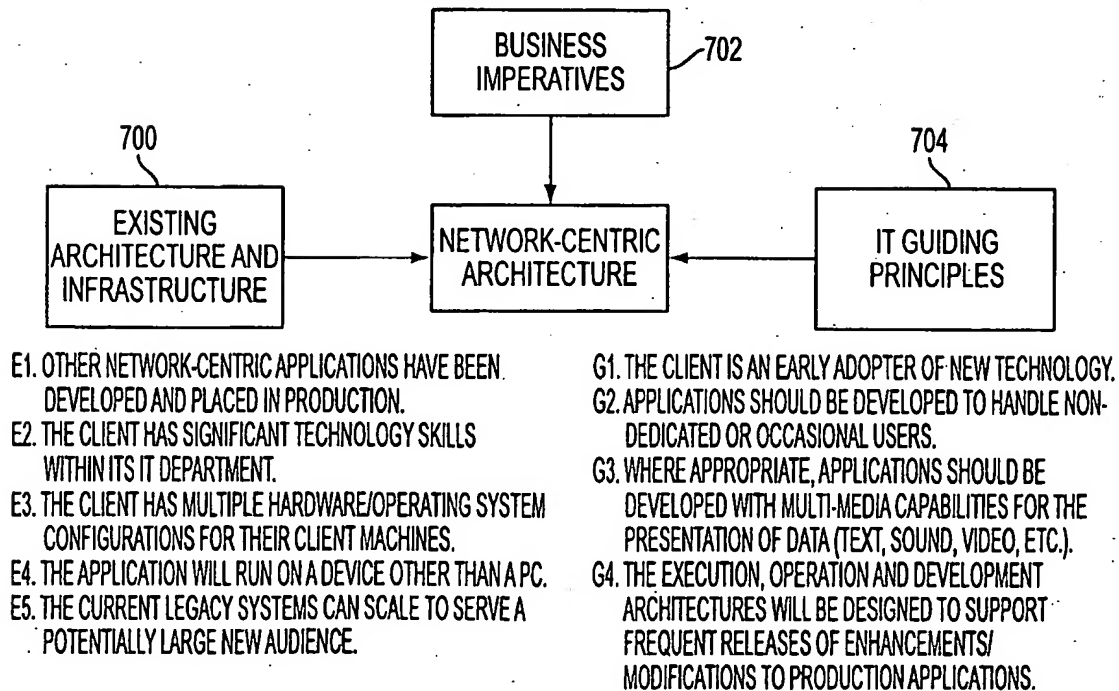 BUSINESS
IMPERATIVES
702
700
704
EXISTING
ARCHITECTURE AND
INFRASTRUCTURE
NETWORK-CENTRIC
ARCHITECTURE
IT GUIDING
PRINCIPLES
E1. OTHER NETWORK-CENTRIC APPLICATIONS HAVE BEEN
DEVELOPED AND PLACED IN PRODUCTION.
E2. THE CLIENT HAS SIGNIFICANT TECHNOLOGY SKILLS
WITHIN ITS IT DEPARTMENT.
E3. THE CLIENT HAS MULTIPLE HARDWARE/OPERATING SYSTEM
CONFIGURATIONS FOR THEIR CLIENT MACHINES.
E4. THE APPLICATION WILL RUN ON A DEVICE OTHER THAN A PC.
E5. THE CURRENT LEGACY SYSTEMS CAN SCALE TO SERVE A
POTENTIALLY LARGE NEW AUDIENCE.
G1. THE CLIENT IS AN EARLY ADOPTER OF NEW TECHNOLOGY.
G2. APPLICATIONS SHOULD BE DEVELOPED TO HANDLE NON-
DEDICATED OR OCCASIONAL USERS.
G3. WHERE APPROPRIATE, APPLICATIONS SHOULD BE
DEVELOPED WITH MULTI-MEDIA CAPABILITIES FOR THE
PRESENTATION OF DATA (TEXT, SOUND, VIDEO, ETC.).
G4. THE EXECUTION, OPERATION AND DEVELOPMENT
ARCHITECTURES WILL BE DESIGNED TO SUPPORT
FREQUENT RELEASES OF ENHANCEMENTS/
MODIFICATIONS TO PRODUCTION APPLICATIONS.